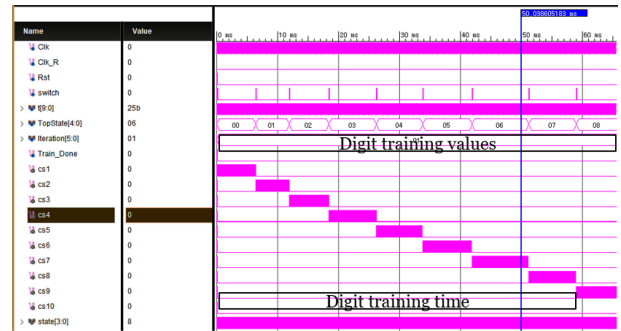 50,038605183 ms
Name Value
0 ms 10 ms 20 ms 30 ms 40 ms 50 ms 60 ms
Clk 0
Clk_R 0
Rst 0
switch 0
t[9:0] 25b
TopState[4:0] 06 00 01 02 03 04 05 06 07 08
Iteration[5:0] 01 Digit training values
Train_Done 0
cs1 0
cs2 0
cs3 0
cs4 0
cs5 0
cs6 0
cs7 0
cs8 0
cs9 0
cs10 0 Digit training time
state[3:0] 8